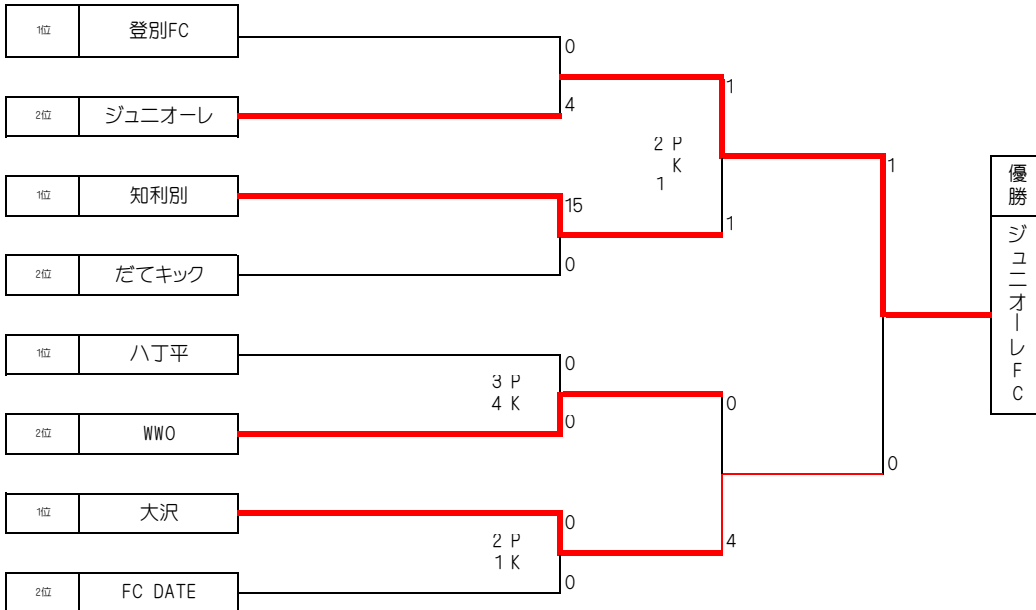 1位 登別FC
0
2位 ジュニオーレ
4
1
2 P
K
1
1位 知利別
15
1
2位 だてキック
0
1
優勝
ジュニオーレFC
1位 八丁平
0
3 P
4 K
2位 WWO
0
0
0
1位 大沢
0
2 P
1 K
4
2位 FC DATE
0